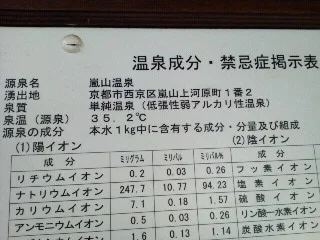 温泉成分・禁忌症掲示表
源泉名 嵐山温泉
湧出地 京都市西京区嵐山上河原町1番2
泉質 単純温泉（低張性弱アルカリ性温泉）
泉温（源泉） 35．2℃
源泉の成分 本水1kg中に含有する成分・分量及び組成
(1)陽イオン (2)陰イオン
成分 ミリグラム ミリバル ミリバル% 成分
リチウムイオン 0.2 0.03 0.26 フッ素イオン
ナトリウムイオン 247.7 10.77 94.23 塩素イオン
カリウムイオン 7.1 0.18 1.57 硫酸イオン
アンモニウムイオン 0.5 0.03 0.26 リン酸一水素イオン
1.6 0.13 1.14 炭酸水素イオン